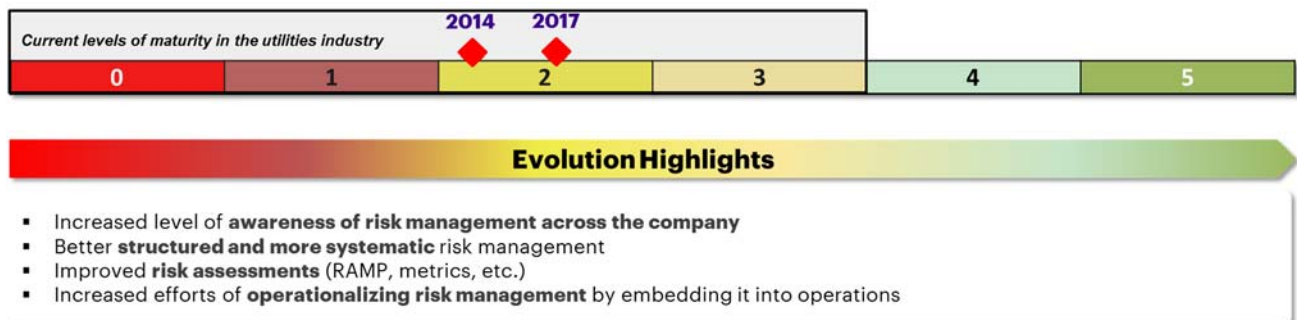 2014 2017
Current levels of maturity in the utilities industry
0 1 2 3 4 5
Evolution Highlights
▪ Increased level of awareness of risk management across the company
▪ Better structured and more systematic risk management
▪ Improved risk assessments (RAMP, metrics, etc.)
▪ Increased efforts of operationalizing risk management by embedding it into operations